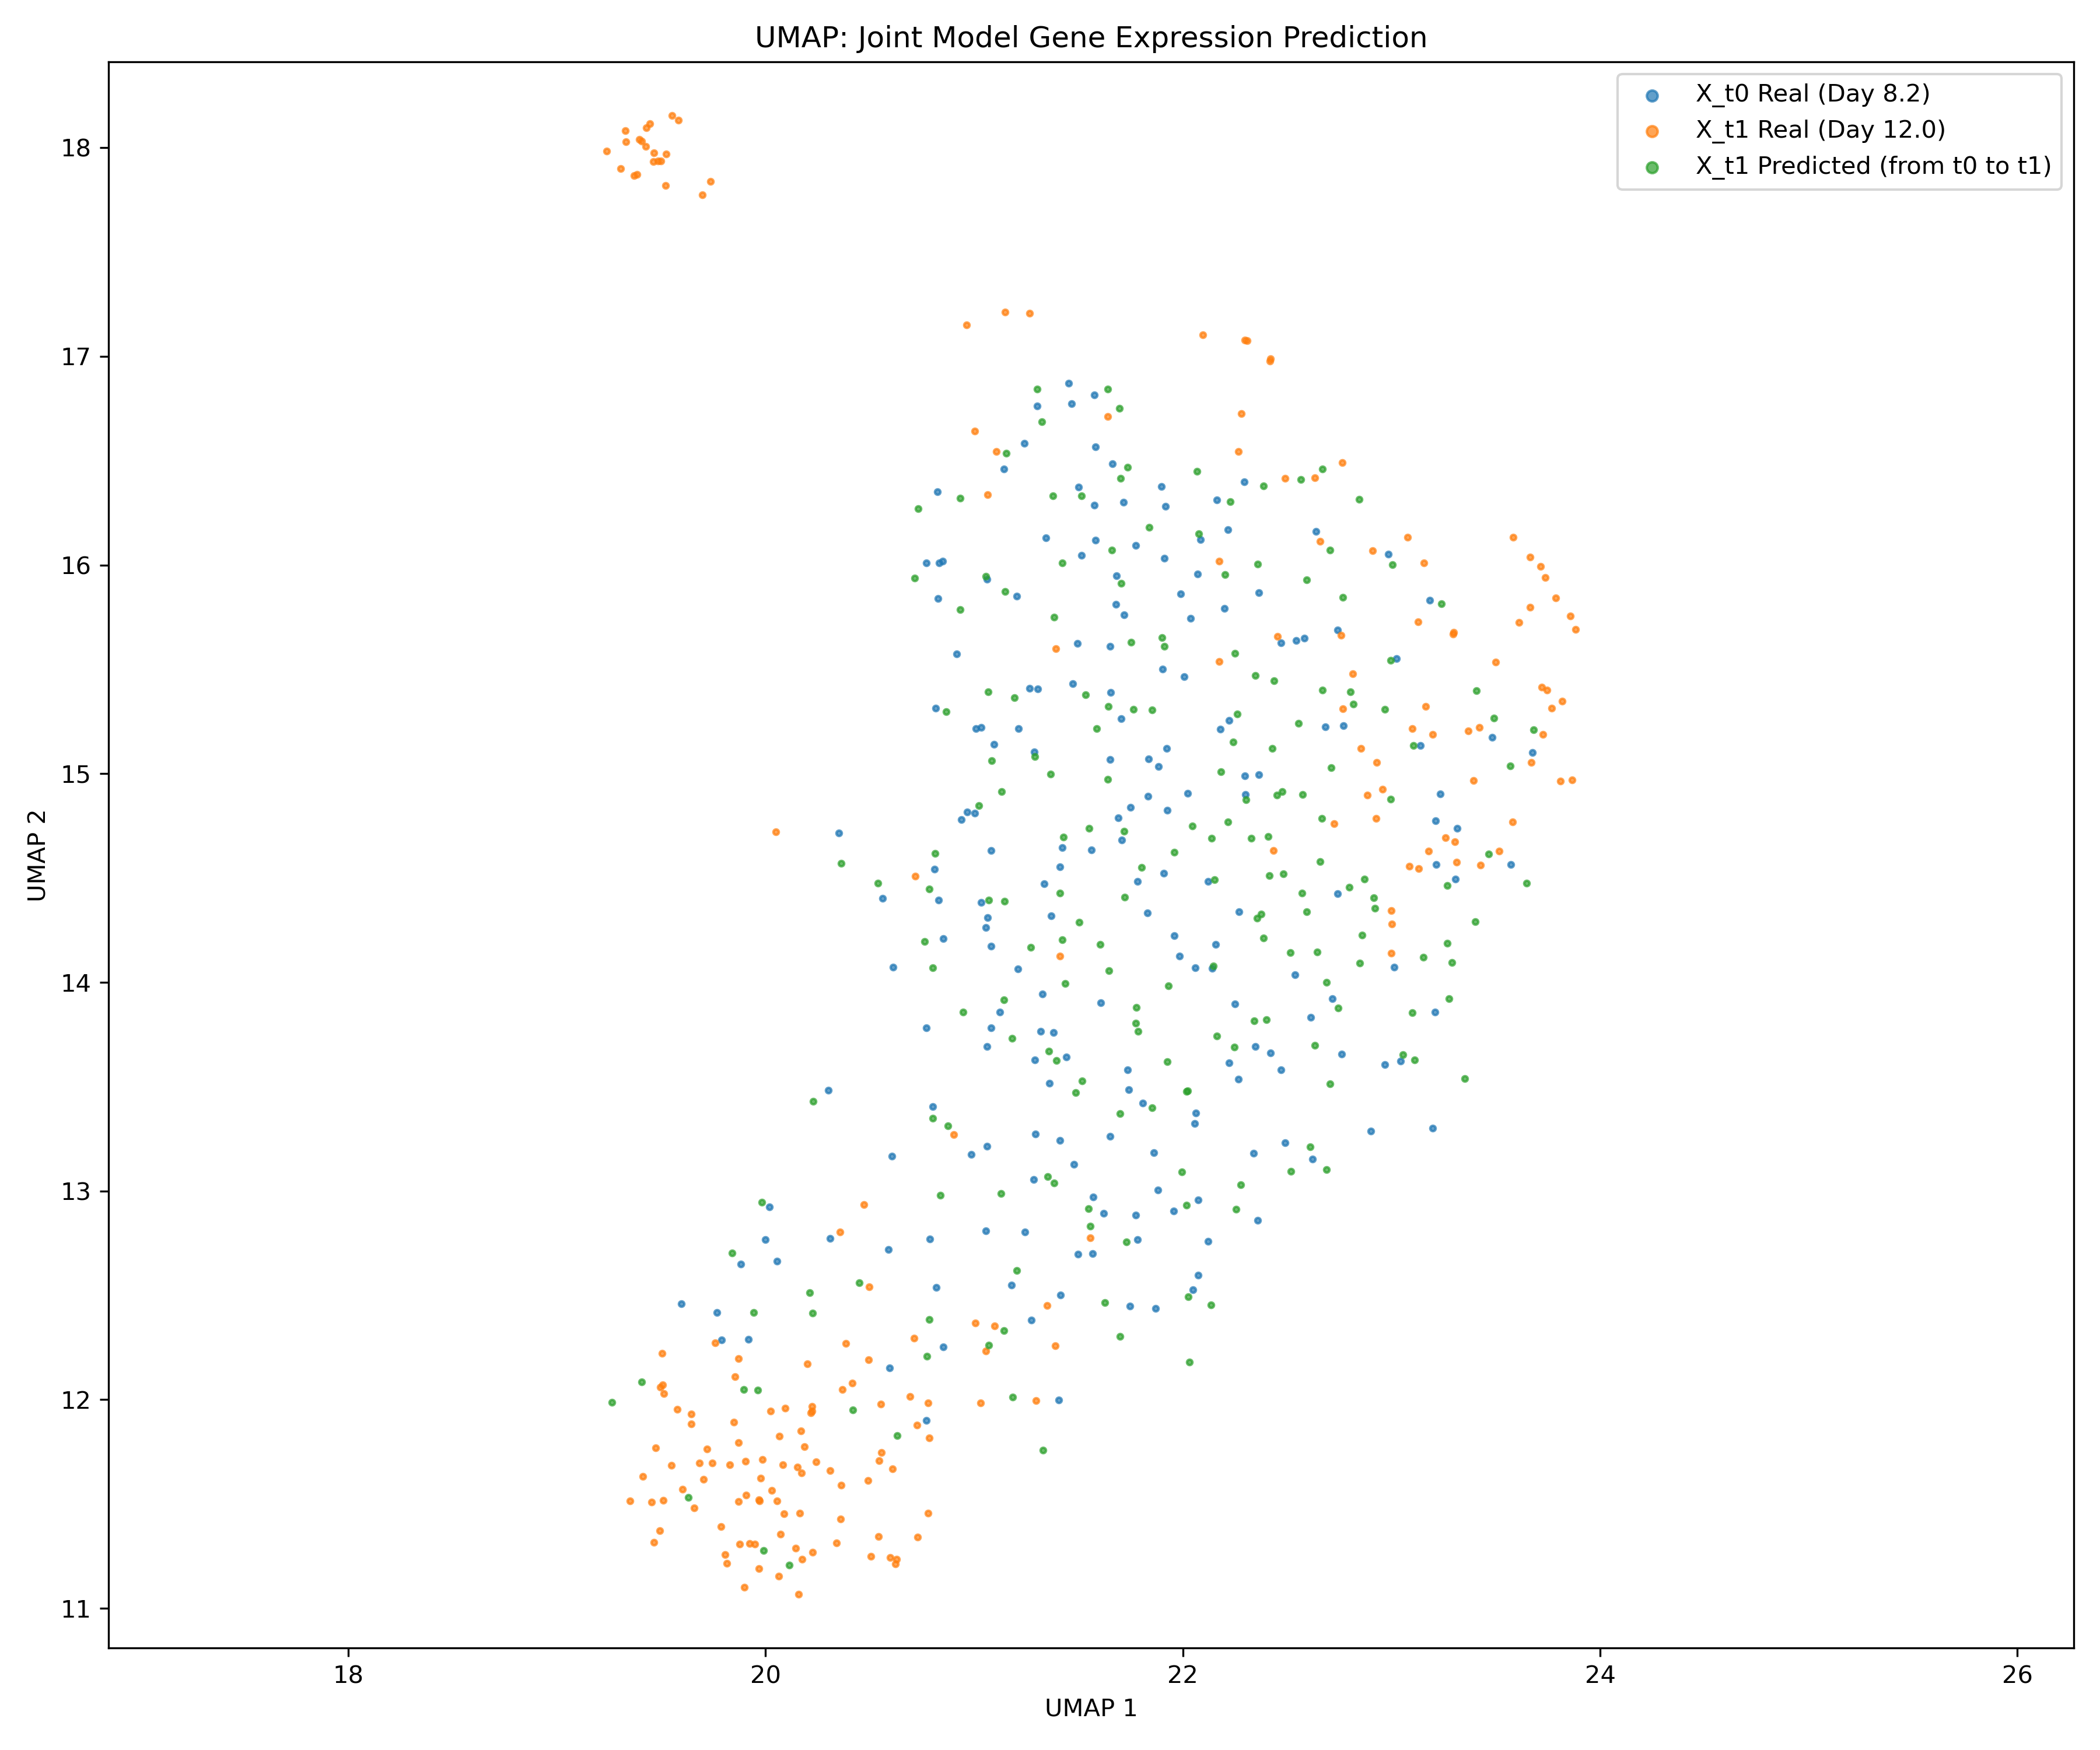 UMAP: Joint Model Gene Expression Prediction
X_t0 Real (Day 8.2)
X_t1 Real (Day 12.0)
X_t1 Predicted (from t0 to t1)
18
17
16
15
14
13
12
11
UMAP 2
18 20 22 24 26
UMAP 1